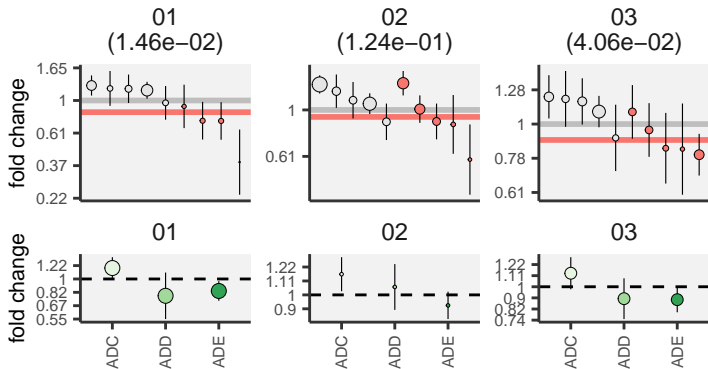 01
(1.46e−02)
02
(1.24e−01)
03
(4.06e−02)
fold change
1.65
1
0.61
0.37
0.22
1
0.61
1.28
1
0.78
0.61
01
02
03
fold change
1.22
1
0.82
0.67
0.55
1.22
1.11
1
0.9
1.22
1.11
1
0.9
0.82
0.74
ADC
ADD
ADE
ADC
ADD
ADE
ADC
ADD
ADE